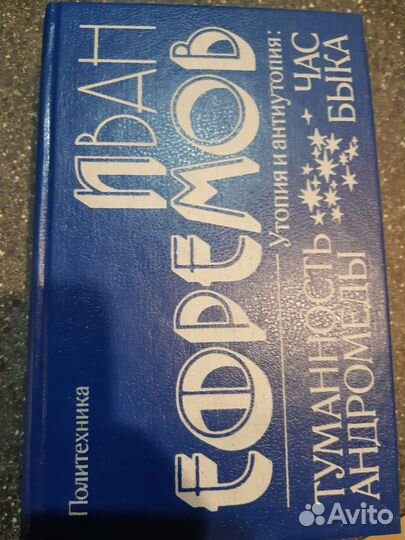 ИВАН
ЕФРЕМОВ
Утопия и антиутопия:
ТУМАННОСТЬ
АНДРОМЕДЫ
ЧАС
БЫКА
Политехника
Avito